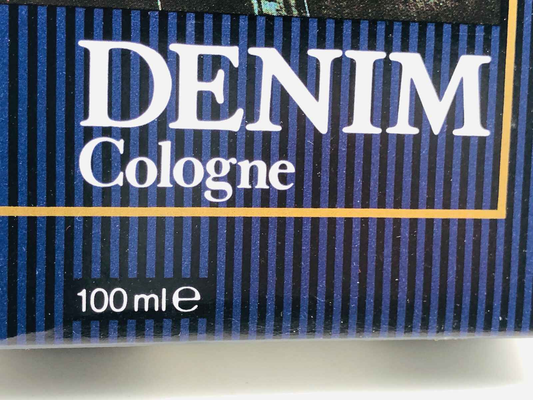 DENIM
Cologne
100 ml ℮